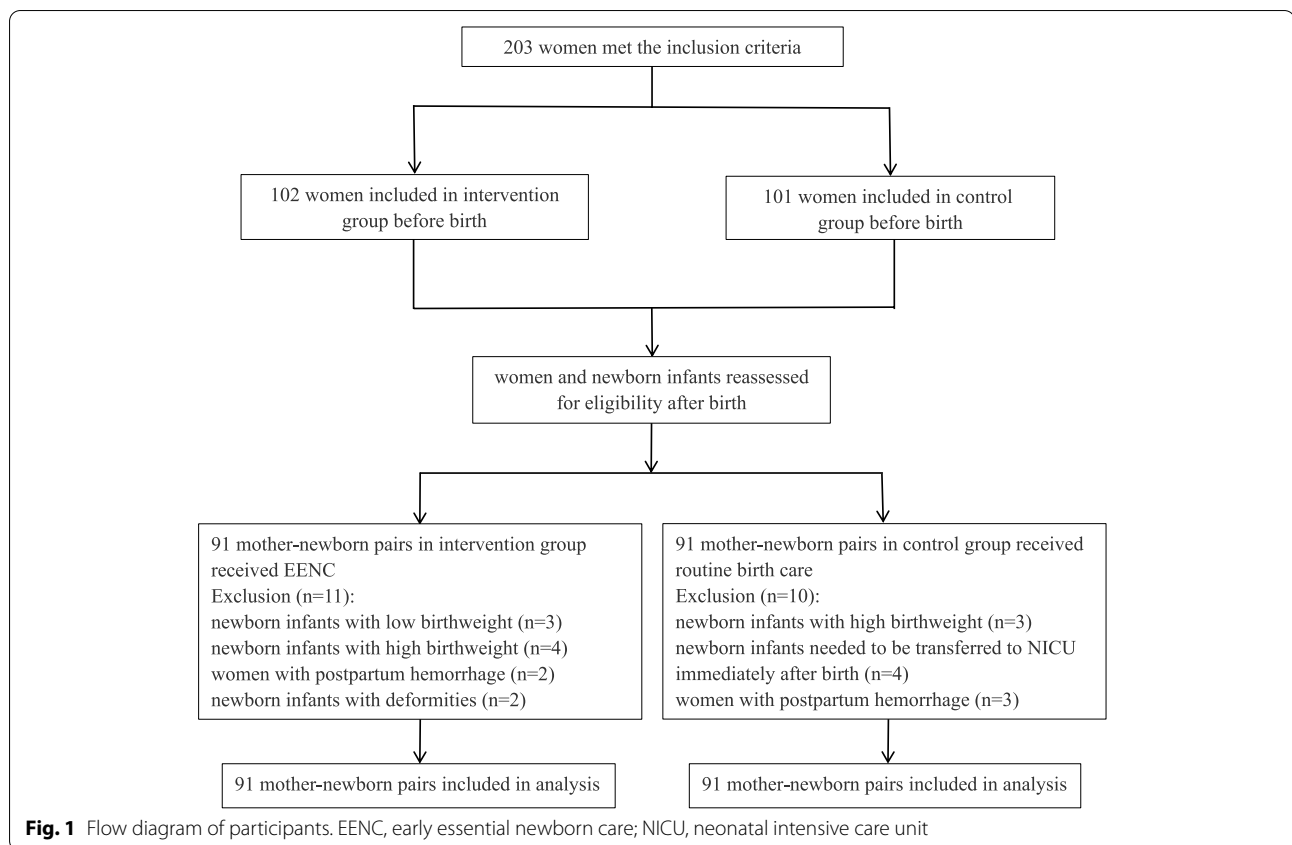 203 women met the inclusion criteria
102 women included in intervention
group before birth
101 women included in control
group before birth
women and newborn infants reassessed
for eligibility after birth
91 mother-newborn pairs in intervention group
received EENC
Exclusion (n=11):
newborn infants with low birthweight (n=3)
newborn infants with high birthweight (n=4)
women with postpartum hemorrhage (n=2)
newborn infants with deformities (n=2)
91 mother-newborn pairs in control group received
routine birth care
Exclusion (n=10):
newborn infants with high birthweight (n=3)
newborn infants needed to be transferred to NICU
immediately after birth (n=4)
women with postpartum hemorrhage (n=3)
91 mother-newborn pairs included in analysis
91 mother-newborn pairs included in analysis
Fig. 1 Flow diagram of participants. EENC, early essential newborn care; NICU, neonatal intensive care unit